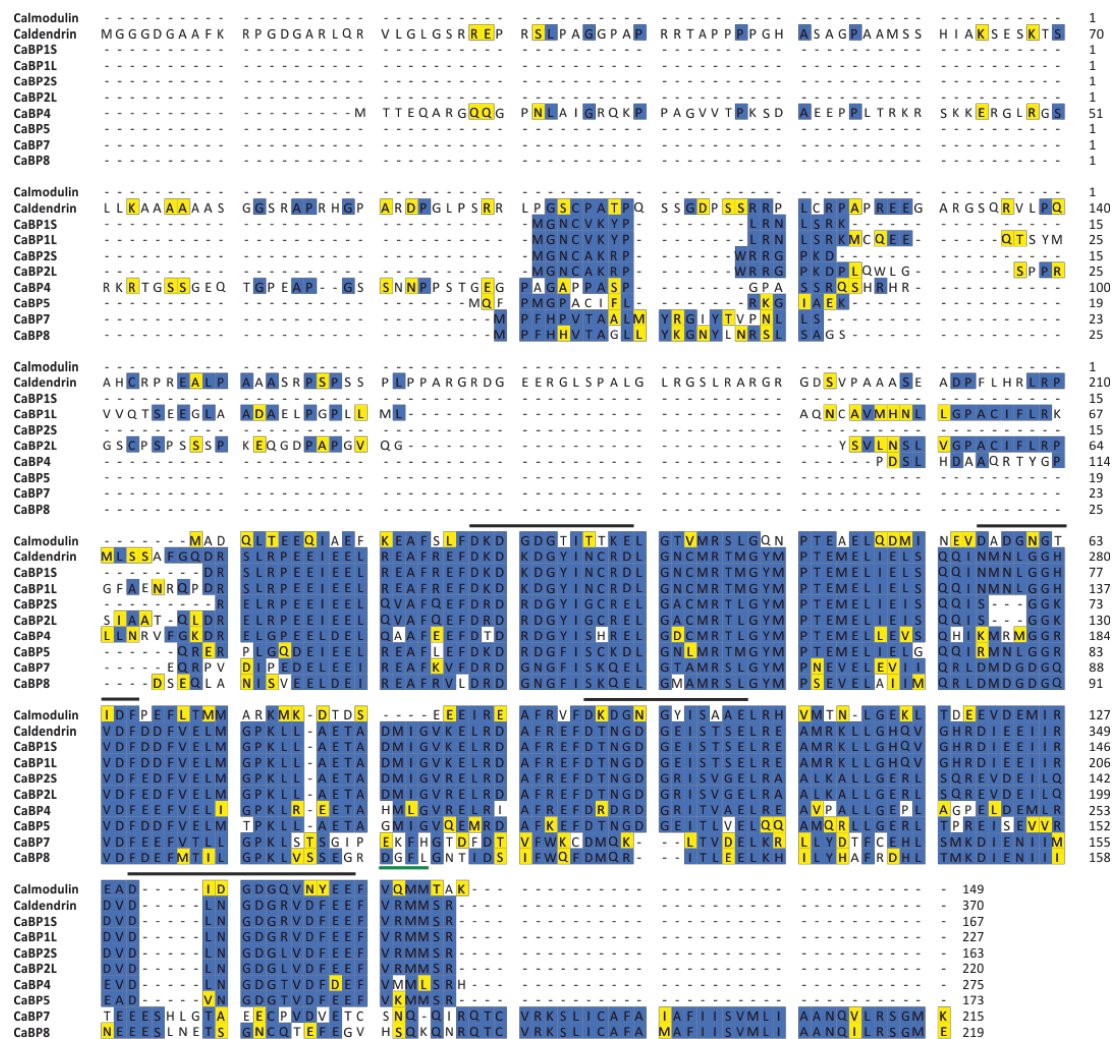 Calmodulin ---------- ---------- ---------- ---------- ---------- ---------- ---------- 1
Caldendrin MGGGDGAAFK RPGDGARLQR VLGLGSRREP RSLPAGGPAP RRTAPPPPGH ASAGPAAMSS HIAKSESKTS 70
CaBP1S ---------- ---------- ---------- ---------- ---------- ---------- ---------- 1
CaBP1L ---------- ---------- ---------- ---------- ---------- ---------- ---------- 1
CaBP2S ---------- ---------- ---------- ---------- ---------- ---------- ---------- 1
CaBP2L ---------- ---------- ---------- ---------- ---------- ---------- ---------- 1
CaBP4 ---------- ---------M TTEQARGQQG PNLAIGRQKP PAGVVTPKSD AEEPPLTRKR SKKERGLRGS 51
CaBP5 ---------- ---------- ---------- ---------- ---------- ---------- ---------- 1
CaBP7 ---------- ---------- ---------- ---------- ---------- ---------- ---------- 1
CaBP8 ---------- ---------- ---------- ---------- ---------- ---------- ---------- 1
Calmodulin ---------- ---------- ---------- ---------- ---------- ---------- ---------- 1
Caldendrin LLKAAAAAAS GGSRAPRHGP ARDPGLPSRR LPGSCPATPQ SSGDPSSRRP LCRPAPREEG ARGSQRVLPQ 140
CaBP1S ---------- ---------- ---------- -MGNCVKYP- -------LRN LSRK------ ---------- 15
CaBP1L ---------- ---------- ---------- -MGNCVKYP- -------LRN LSRKMCQEE- -----QTSYM 25
CaBP2S ---------- ---------- ---------- -MGNCAKRP- ------WRRG PKD------- ---------- 15
CaBP2L ---------- ---------- ---------- -MGNCAKRP- ------WRRG PKDPLQWLG- ------SPPR 25
CaBP4 RKRTGSSGEQ TGPEAP-GS- SNNPPSTGEG PAGAPPASP- -------GPA SSRQSHRHR- ---------- 100
CaBP5 ---------- ---------- -------MQF PMGPACIFL- -------RKG IAEK------ ---------- 19
CaBP7 ---------- ---------- ---------M PFHPVTAALM YRGIYTVPNL LS-------- ---------- 23
CaBP8 ---------- ---------- ---------M PFHHVTAGLL YKGNYLNRSL SAGS------ ---------- 25
Calmodulin ---------- ---------- ---------- ---------- ---------- ---------- ---------- 1
Caldendrin AHCRPREALP AAASRPSPSS PLPPARGRDG EERGLSPALG LRGSLRARGR GDSVPAAASE ADPFLHRLRP 210
CaBP1S ---------- ---------- ---------- ---------- ---------- ---------- ---------- 15
CaBP1L VVQTSEEGLA ADAELPGPLL ML-------- ---------- ---------- AQNCAVMHNL LGPACIFLRK 67
CaBP2S ---------- ---------- ---------- ---------- ---------- ---------- ---------- 15
CaBP2L GSCPSPSSSP KEQGDPAPGV QG-------- ---------- ---------- ---YSVLNSL VGPACIFLRP 64
CaBP4 ---------- ---------- ---------- ---------- ---------- ------PDSL HDAAQRTYGP 114
CaBP5 ---------- ---------- ---------- ---------- ---------- ---------- ---------- 19
CaBP7 ---------- ---------- ---------- ---------- ---------- ---------- ---------- 23
CaBP8 ---------- ---------- ---------- ---------- ---------- ---------- ---------- 25
Calmodulin -------MAD QLTEEQIAEF KEAFSLFDKD GDGTITTKEL GTVMRSLGQN PTEAELQDMI NEVDADGNGT 63
Caldendrin MLSSAFGQDR SLRPEEIEEL REAFREFDKD KDGYINCRDL GNCMRTMGYM PTEMELIELS QQINMNLGGH 280
CaBP1S --------DR SLRPEEIEEL REAFREFDKD KDGYINCRDL GNCMRTMGYM PTEMELIELS QQINMNLGGH 77
CaBP1L GFAENRQPDR SLRPEEIEEL REAFREFDKD KDGYINCRDL GNCMRTMGYM PTEMELIELS QQINMNLGGH 137
CaBP2S ---------R ELRPEEIEEL QVAFQEFDRD RDGYIGCREL GACMRTLGYM PTEMELIEIS QQIS---GGK 73
CaBP2L SIAAT-QLDR ELRPEEIEEL QVAFQEFDRD RDGYIGCREL GACMRTLGYM PTEMELIEIS QQIS---GGK 130
CaBP4 LLNRVFGKDR ELGPEELDEL QAAFEEFDTD RDGYISHREL GDCMRTLGYM PTEMELLEVS QHIKMRMGGR 184
CaBP5 ------QRER PLGQDEIEEL REAFLEFDKD RDGYISCKDL GNLMRTMGYM PTEMELIELG QQIRMNLGGR 83
CaBP7 -----EQRPV DIPEDELEEI REAFKVFDRD GNGFISKQEL GTAMRSLGYM PNEVELEVII QRLDMDGDGQ 88
CaBP8 ----DSEQLA NISVEELDEI REAFRVLDRD GNGFISKQEL GMAMRSLGYM PSEVELAIIM QRLDMDGDGQ 91
Calmodulin IDFPEFLTMM ARKMK-DTDS ----EEEIRE AFRVFDKDGN GYISAAELRH VMTN-LGEKL TDEEVDEMIR 127
Caldendrin VDFDDFVELM GPKLL-AETA DMIGVKELRD AFREFDTNGD GEISTSELRE AMRKLLGHQV GHRDIEEIIR 349
CaBP1S VDFDDFVELM GPKLL-AETA DMIGVKELRD AFREFDTNGD GEISTSELRE AMRKLLGHQV GHRDIEEIIR 146
CaBP1L VDFDDFVELM GPKLL-AETA DMIGVKELRD AFREFDTNGD GEISTSELRE AMRKLLGHQV GHRDIEEIIR 206
CaBP2S VDFEDFVELM GPKLL-AETA DMIGVRELRD AFREFDTNGD GRISVGELRA ALKALLGERL SQREVDEILQ 142
CaBP2L VDFEDFVELM GPKLL-AETA DMIGVRELRD AFREFDTNGD GRISVGELRA ALKALLGERL SQREVDEILQ 199
CaBP4 VDFEEFVELI GPKLR-EETA HMLGVRELRI AFREFDRDRD GRITVAELRE AVPALLGEPL AGPELDEMLR 253
CaBP5 VDFDDFVELM TPKLL-AETA GMIGVQEMRD AFKEFDTNGD GEITLVELQQ AMQRLLGERL TPREISEVVR 152
CaBP7 VDFEEFVTLL GPKLSTSGIP EKFHGTDFDT VFWKCDMQK- --LTVDELKR LLYDTFCEHL SMKDIENIIM 155
CaBP8 VDFDEFMTIL GPKLVSSEGR DGFLGNTIDS IFWQFDMQR- --ITLEELKH ILYHAFRDHL TMKDIENIII 158
Calmodulin EAD-----ID GDGQVNYEEF VQMMTAK--- ---------- ---------- ---------- 149
Caldendrin DVD-----LN GDGRVDFEEF VRMMSR---- ---------- ---------- ---------- 370
CaBP1S DVD-----LN GDGRVDFEEF VRMMSR---- ---------- ---------- ---------- 167
CaBP1L DVD-----LN GDGRVDFEEF VRMMSR---- ---------- ---------- ---------- 227
CaBP2S DVD-----LN GDGLVDFEEF VRMMSR---- ---------- ---------- ---------- 163
CaBP2L DVD-----LN GDGLVDFEEF VRMMSR---- ---------- ---------- ---------- 220
CaBP4 EVD-----LN GDGTVDFDEF VMMLSRH--- ---------- ---------- ---------- 275
CaBP5 EAD-----VN GDGTVDFEEF VKMMSR---- ---------- ---------- ---------- 173
CaBP7 TEEESHLGTA EECPVDVETC SNQ-QIRQTC VRKSLICAFA IAFIISVMLI AANQVLRSGM K 215
CaBP8 NEEESLNETS GNCQTEFEGV HSQKQNRQTC VRKSLICAFA MAFIISVMLI AANQILRSGM E 219